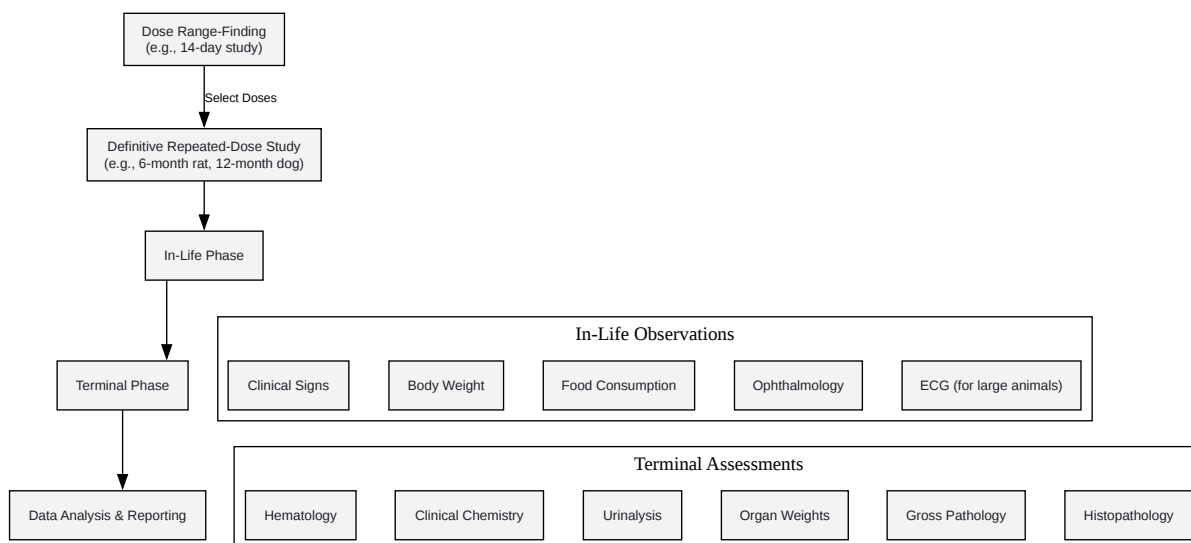 Dose Range-Finding
(e.g., 14-day study)
Select Doses
Definitive Repeated-Dose Study
(e.g., 6-month rat, 12-month dog)
In-Life Phase
In-Life Observations
Terminal Phase
Clinical Signs
Body Weight
Food Consumption
Ophthalmology
ECG (for large animals)
Terminal Assessments
Data Analysis & Reporting
Hematology
Clinical Chemistry
Urinalysis
Organ Weights
Gross Pathology
Histopathology